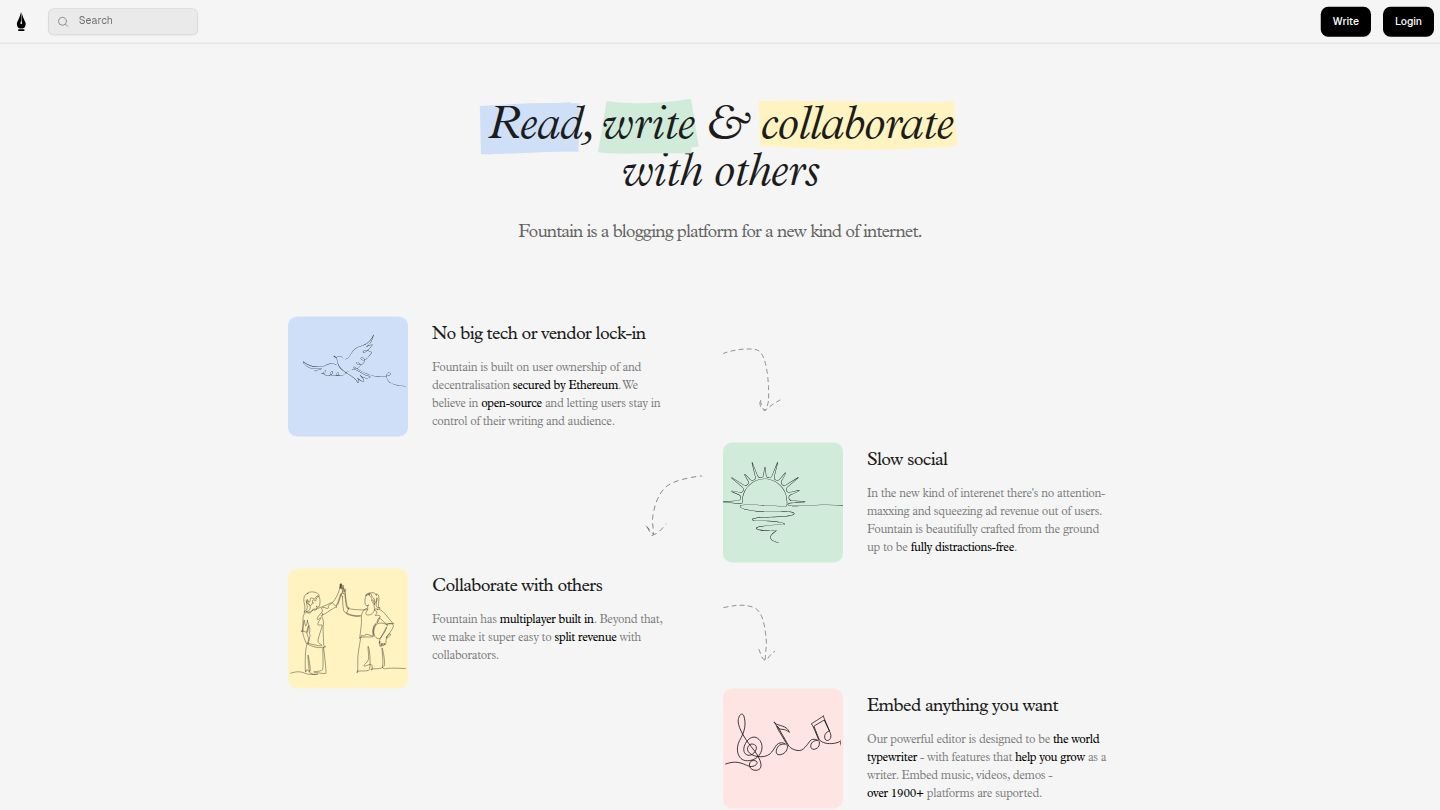 Search
Write
Login
Read, write & collaborate
with others
Fountain is a blogging platform for a new kind of internet.
No big tech or vendor lock-in
Fountain is built on user ownership of and
decentralisation secured by Ethereum. We
believe in open-source and letting users stay in
control of their writing and audience.
Slow social
In the new kind of interenet there's no attention-
maxxing and squeezing ad revenue out of users.
Fountain is beautifully crafted from the ground
up to be fully distractions-free.
Collaborate with others
Fountain has multiplayer built in. Beyond that,
we make it super easy to split revenue with
collaborators.
Embed anything you want
Our powerful editor is designed to be the world
typewriter - with features that help you grow as a
writer. Embed music, videos, demos -
over 1900+ platforms are suported.